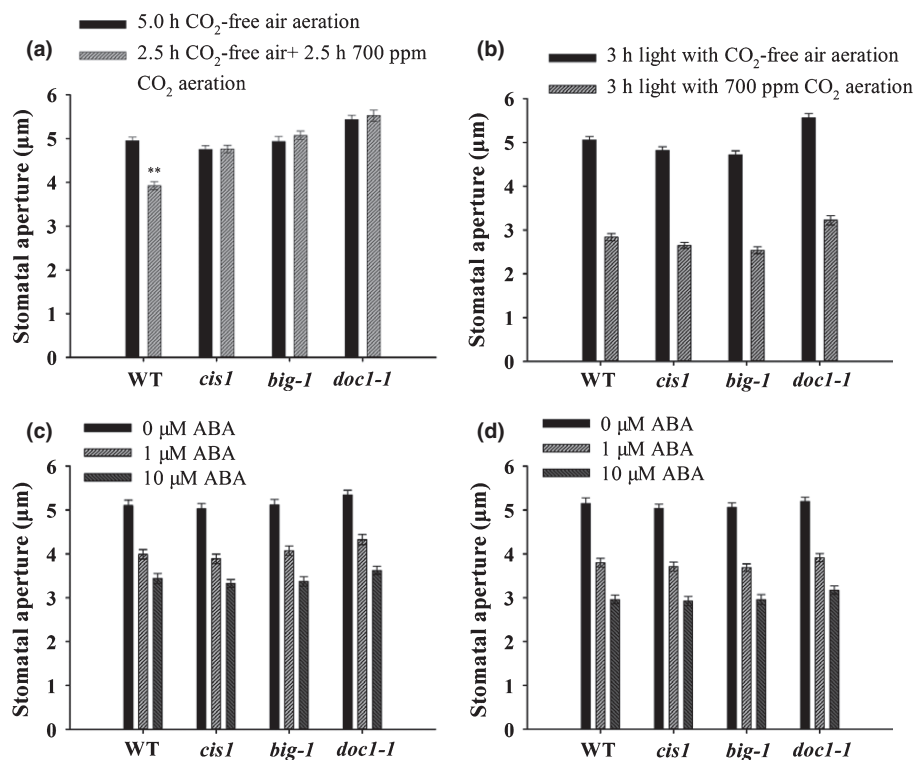 (a)
5.0 h CO₂-free air aeration
2.5 h CO₂-free air+ 2.5 h 700 ppm
CO₂ aeration
Stomatal aperture (μm)
6
5
4
3
2
1
0
**
WT
cis1
big-1
doc1-1
(b)
3 h light with CO₂-free air aeration
3 h light with 700 ppm CO₂ aeration
Stomatal aperture (μm)
6
5
4
3
2
1
0
WT
cis1
big-1
doc1-1
(c)
0 μM ABA
1 μM ABA
10 μM ABA
Stomatal aperture (μm)
6
5
4
3
2
1
0
WT
cis1
big-1
doc1-1
(d)
0 μM ABA
1 μM ABA
10 μM ABA
Stomatal aperture (μm)
6
5
4
3
2
1
0
WT
cis1
big-1
doc1-1